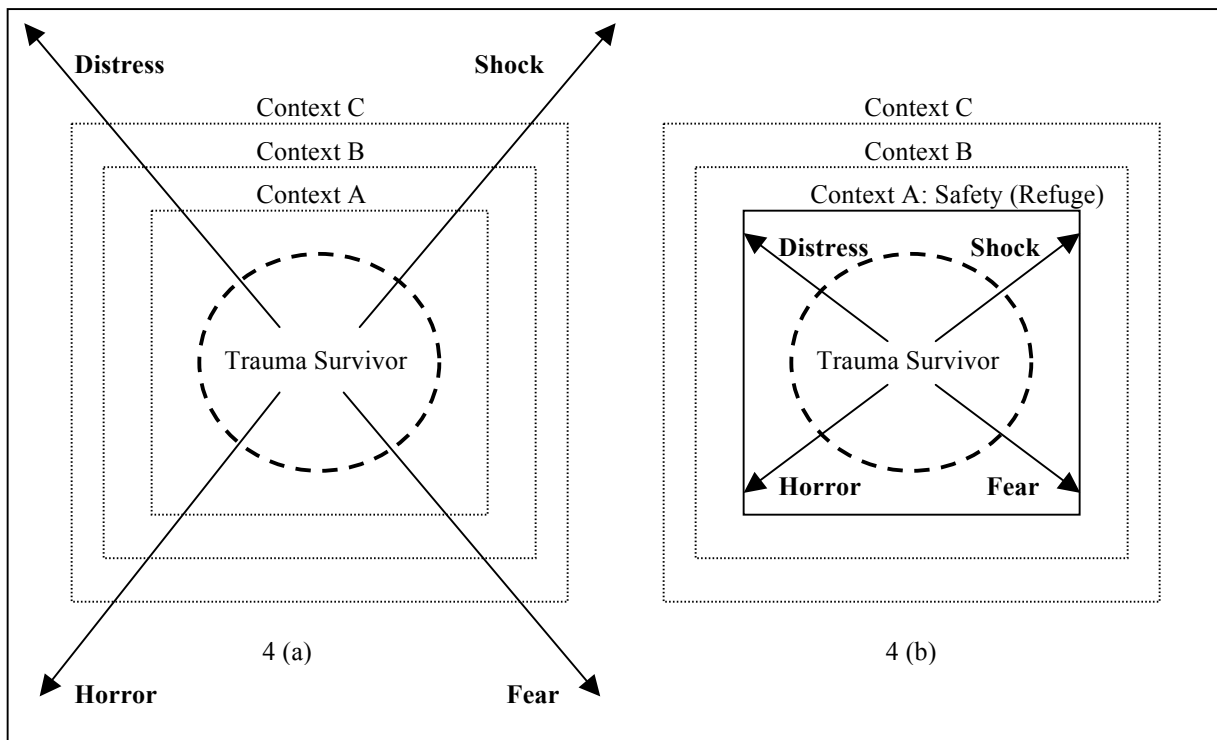 Distress
Shock
Context C
Context B
Context A
Trauma Survivor
Horror
Fear
4 (a)
Context C
Context B
Context A: Safety (Refuge)
Distress
Shock
Trauma Survivor
Horror
Fear
4 (b)